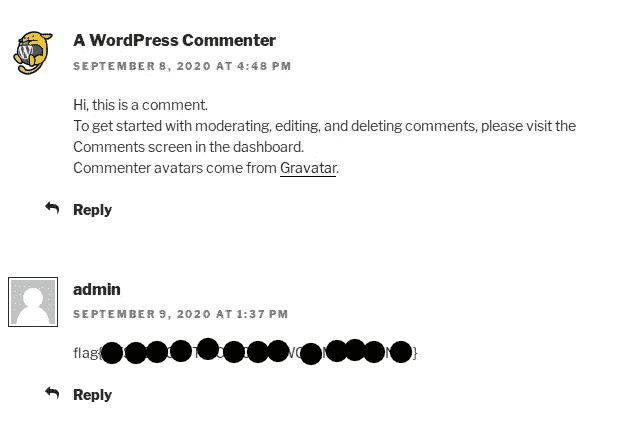 A WordPress Commenter
SEPTEMBER 8, 2020 AT 4:48 PM
Hi, this is a comment.
To get started with moderating, editing, and deleting comments, please visit the
Comments screen in the dashboard.
Commenter avatars come from Gravatar.
Reply
admin
SEPTEMBER 9, 2020 AT 1:37 PM
flag{ }
Reply